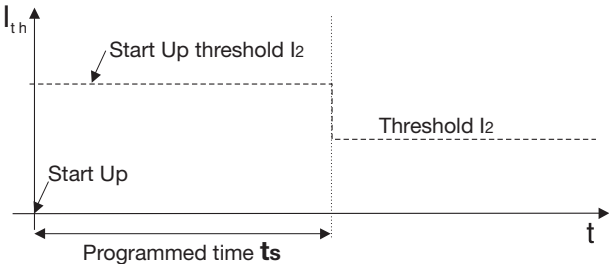 Ith
Start Up threshold I2
Threshold I2
Start Up
t
Programmed time ts